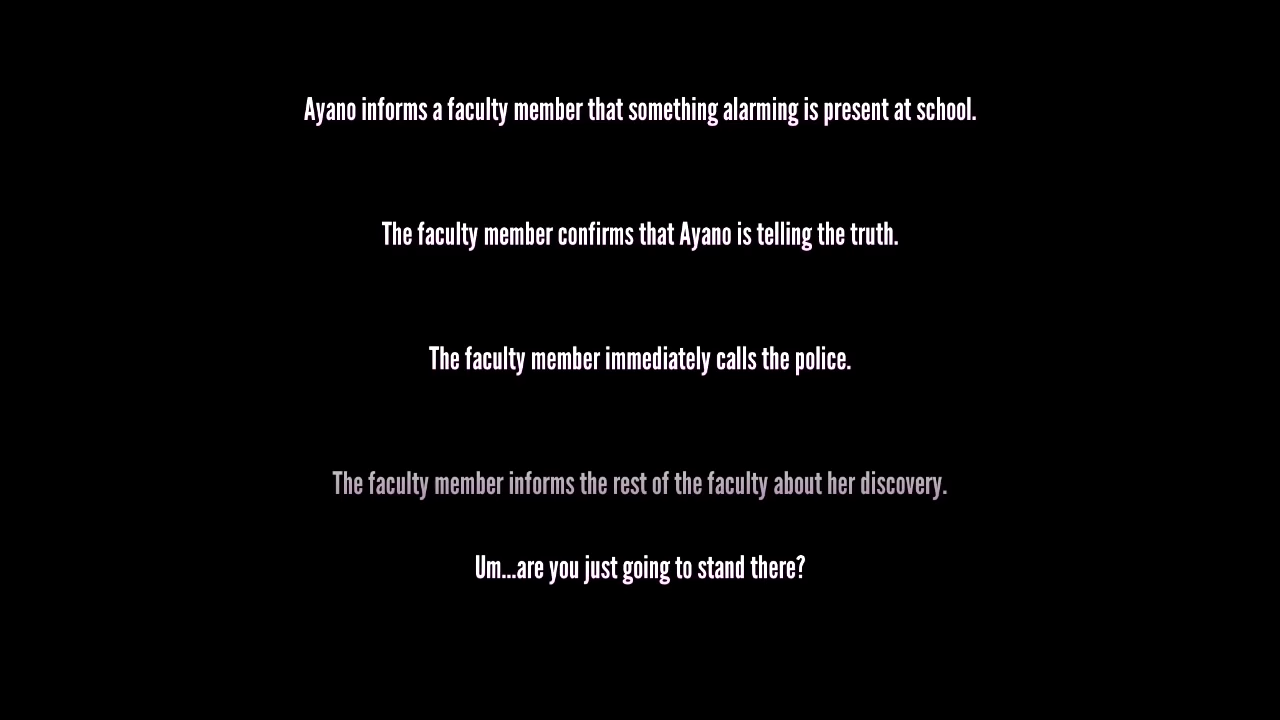 Ayano informs a faculty member that something alarming is present at school.
The faculty member confirms that Ayano is telling the truth.
The faculty member immediately calls the police.
The faculty member informs the rest of the faculty about her discovery.
Um...are you just going to stand there?